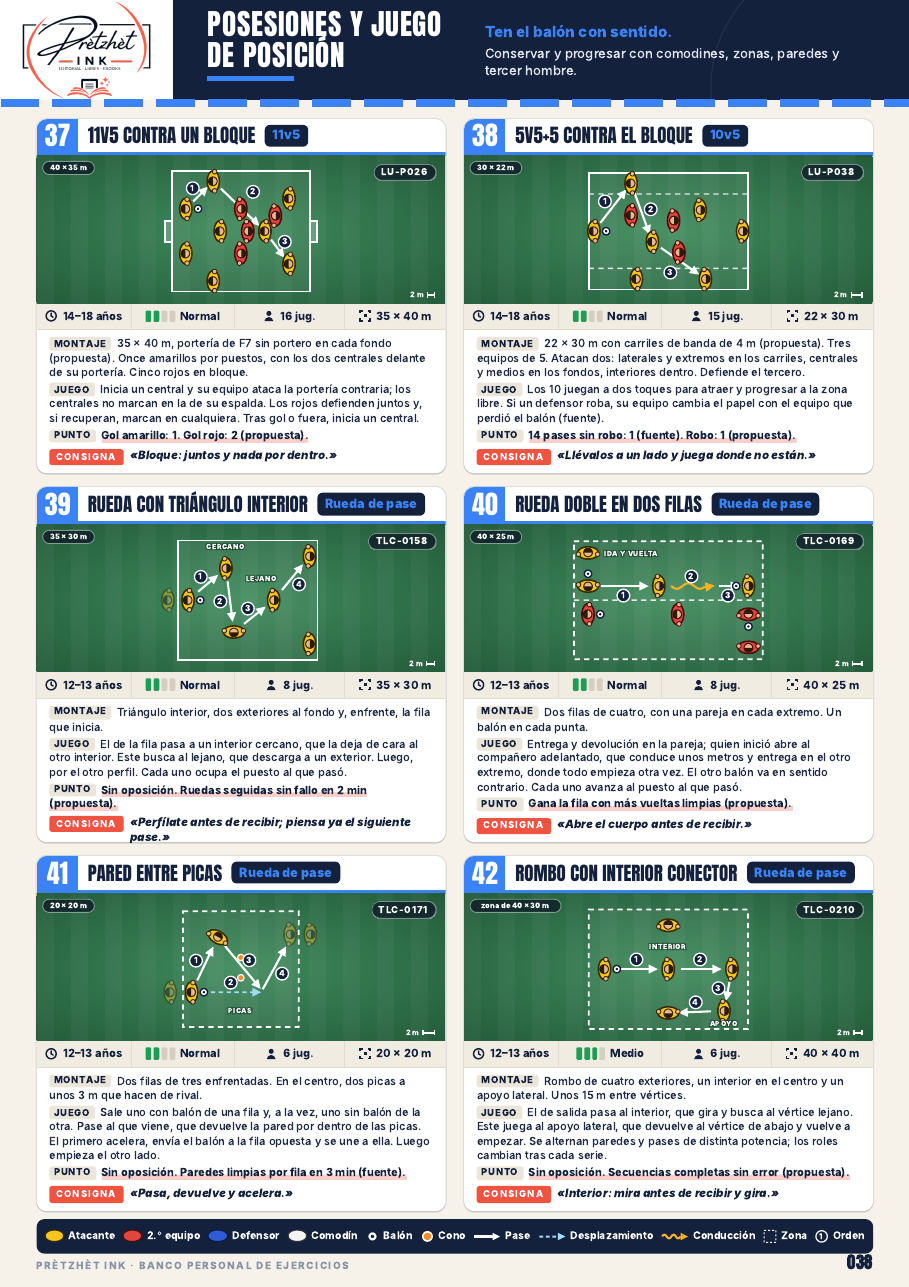 Prètzhèt
INK
EDITORIAL · LIBRES · EBOOKS
POSESIONES Y JUEGO
DE POSICIÓN
Ten el balón con sentido.
Conservar y progresar con comodines, zonas, paredes y
tercer hombre.
37 11V5 CONTRA UN BLOQUE 11v5
40 × 35 m
LU-P026
1
2
3
2 m
14–18 años Normal 16 jug. 35 × 40 m
MONTAJE 35 × 40 m, portería de F7 sin portero en cada fondo
(propuesta). Once amarillos por puestos, con los dos centrales delante
de su portería. Cinco rojos en bloque.
JUEGO Inicia un central y su equipo ataca la portería contraria; los
centrales no marcan en la de su espalda. Los rojos defienden juntos y,
si recuperan, marcan en cualquiera. Tras gol o fuera, inicia un central.
PUNTO Gol amarillo: 1. Gol rojo: 2 (propuesta).
CONSIGNA «Bloque: juntos y nada por dentro.»
38 5V5+5 CONTRA EL BLOQUE 10v5
30 × 22 m
LU-P038
1
2
3
2 m
14–18 años Normal 15 jug. 22 × 30 m
MONTAJE 22 × 30 m con carriles de banda de 4 m (propuesta). Tres
equipos de 5. Atacan dos: laterales y extremos en los carriles, centrales
y medios en los fondos, interiores dentro. Defiende el tercero.
JUEGO Los 10 juegan a dos toques para atraer y progresar a la zona
libre. Si un defensor roba, su equipo cambia el papel con el equipo que
perdió el balón (fuente).
PUNTO 14 pases sin robo: 1 (fuente). Robo: 1 (propuesta).
CONSIGNA «Llévalos a un lado y juega donde no están.»
39 RUEDA CON TRIÁNGULO INTERIOR Rueda de pase
35 × 30 m
TLC-0158
CERCANO
LEJANO
1
2
3
4
2 m
12–13 años Normal 8 jug. 35 × 30 m
MONTAJE Triángulo interior, dos exteriores al fondo y, enfrente, la fila
que inicia.
JUEGO El de la fila pasa a un interior cercano, que la deja de cara al
otro interior. Este busca al lejano, que descarga a un exterior. Luego,
por el otro perfil. Cada uno ocupa el puesto al que pasó.
PUNTO Sin oposición. Ruedas seguidas sin fallo en 2 min
(propuesta).
CONSIGNA «Perfílate antes de recibir; piensa ya el siguiente
pase.»
40 RUEDA DOBLE EN DOS FILAS Rueda de pase
40 × 25 m
TLC-0169
IDA Y VUELTA
1
2
3
2 m
12–13 años Normal 8 jug. 40 × 25 m
MONTAJE Dos filas de cuatro, con una pareja en cada extremo. Un
balón en cada punta.
JUEGO Entrega y devolución en la pareja; quien inició abre al
compañero adelantado, que conduce unos metros y entrega en el otro
extremo, donde todo empieza otra vez. El otro balón va en sentido
contrario. Cada uno avanza al puesto al que pasó.
PUNTO Gana la fila con más vueltas limpias (propuesta).
CONSIGNA «Abre el cuerpo antes de recibir.»
41 PARED ENTRE PICAS Rueda de pase
20 × 20 m
TLC-0171
1
2
3
4
PICAS
2 m
12–13 años Normal 6 jug. 20 × 20 m
MONTAJE Dos filas de tres enfrentadas. En el centro, dos picas a
unos 3 m que hacen de rival.
JUEGO Sale uno con balón de una fila y, a la vez, uno sin balón de la
otra. Pase al que viene, que devuelve la pared por dentro de las picas.
El primero acelera, envía el balón a la fila opuesta y se une a ella. Luego
empieza el otro lado.
PUNTO Sin oposición. Paredes limpias por fila en 3 min (fuente).
CONSIGNA «Pasa, devuelve y acelera.»
42 ROMBO CON INTERIOR CONECTOR Rueda de pase
zona de 40 × 30 m
TLC-0210
INTERIOR
1
2
3
4
APOYO
2 m
12–13 años Medio 6 jug. 40 × 40 m
MONTAJE Rombo de cuatro exteriores, un interior en el centro y un
apoyo lateral. Unos 15 m entre vértices.
JUEGO El de salida pasa al interior, que gira y busca al vértice lejano.
Este juega al apoyo lateral, que devuelve al vértice de abajo y vuelve a
empezar. Se alternan paredes y pases de distinta potencia; los roles
cambian tras cada serie.
PUNTO Sin oposición. Secuencias completas sin error (propuesta).
CONSIGNA «Interior: mira antes de recibir y gira.»
Atacante 2.º equipo Defensor Comodín Balón Cono Pase Desplazamiento Conducción Zona 1 Orden
PRÈTZHÈT INK · BANCO PERSONAL DE EJERCICIOS
038